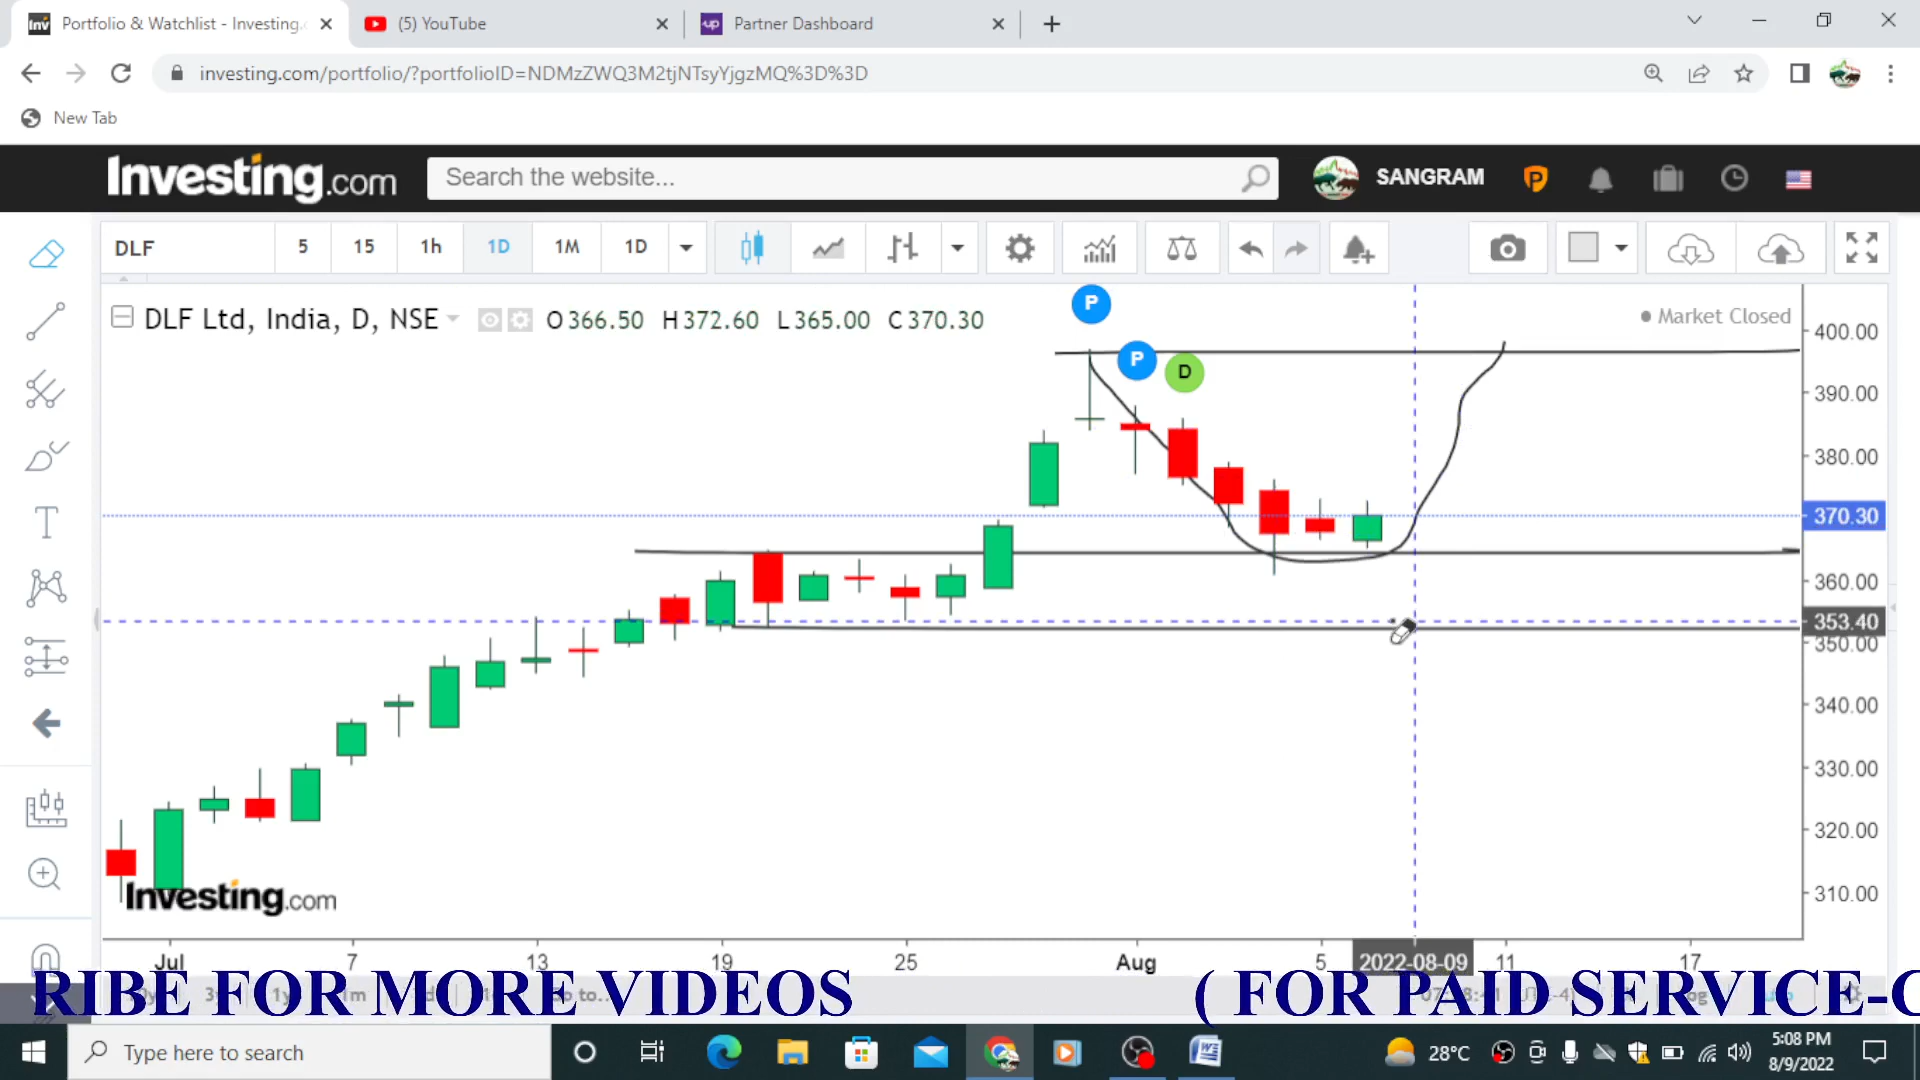 Portfolio & Watchlist - Investing.c
(5) YouTube
Partner Dashboard
investing.com/portfolio/?portfolioID=NDMzZWQ3M2tjNTsyYjgzMQ%3D%3D
New Tab
Investing.com
Search the website...
SANGRAM
DLF
5
15
1h
1D
1M
1D
DLF Ltd, India, D, NSE
O366.50 H372.60 L365.00 C370.30
Market Closed
P
P
D
400.00
390.00
380.00
370.30
360.00
353.40
350.00
340.00
330.00
320.00
310.00
Investing.com
Jul
7
13
19
25
Aug
5
2022-08-09
11
17
RIBE FOR MORE VIDEOS
( FOR PAID SERVICE-C
Type here to search
28°C
5:08 PM
8/9/2022